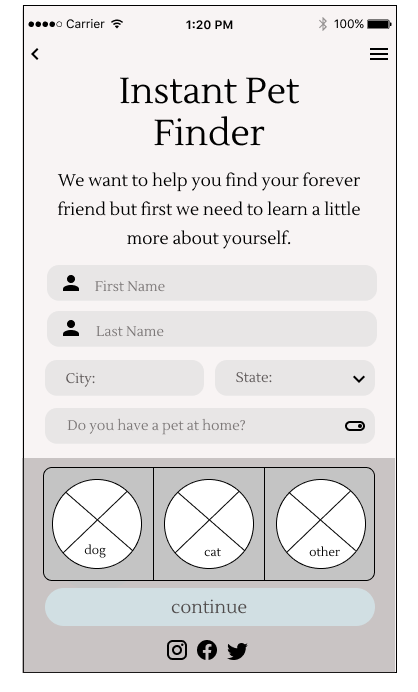 Carrier 1:20 PM 100%
Instant Pet
Finder
We want to help you find your forever
friend but first we need to learn a little
more about yourself.
First Name
Last Name
City: State:
Do you have a pet at home?
dog cat other
continue